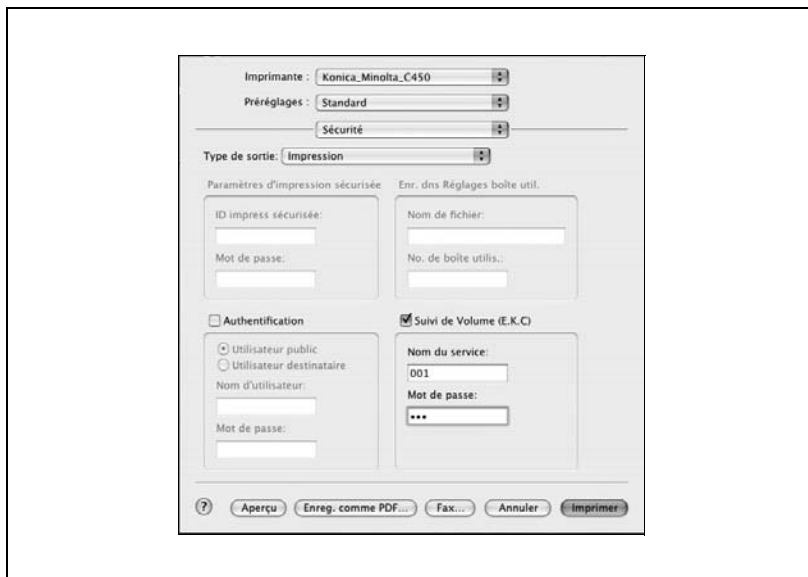 Imprimante : Konica_Minolta_C450
Préréglages : Standard
Sécurité
Type de sortie: Impression
Paramètres d'impression sécurisée
ID impress sécurisée:
Mot de passe:
Enr. dns Réglages boîte util.
Nom de fichier:
No. de boîte utilis.:
Authentification
Utilisateur public
Utilisateur destinataire
Nom d'utilisateur:
Mot de passe:
Suivi de Volume (E.K.C)
Nom du service:
001
Mot de passe:
•••
? Aperçu Enreg. comme PDF... Fax... Annuler Imprimer